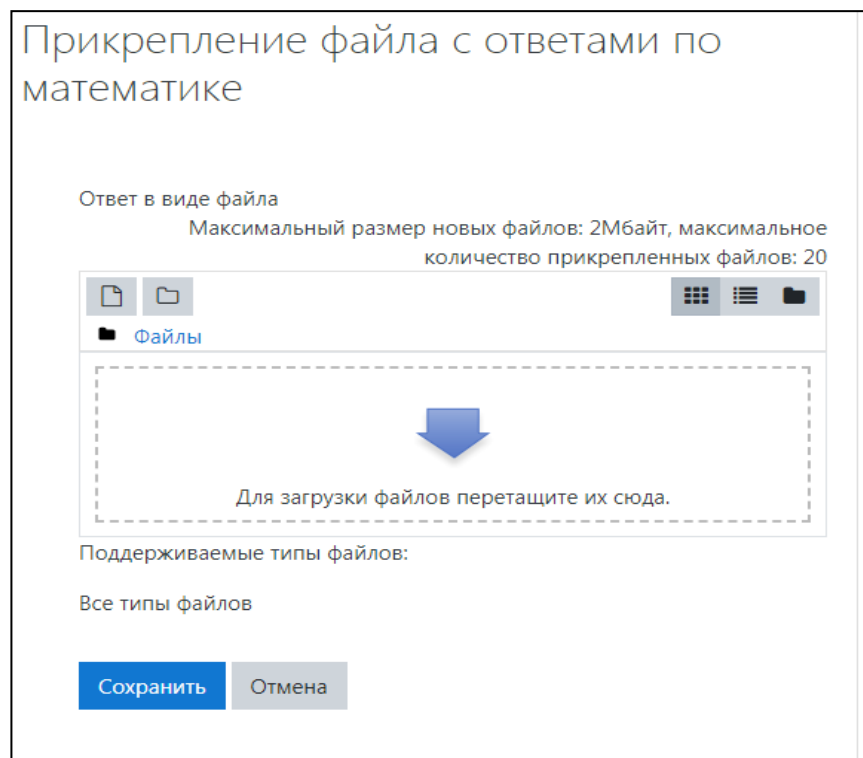 Прикрепление файла с ответами по
математике
Ответ в виде файла
Максимальный размер новых файлов: 2Мбайт, максимальное
количество прикрепленных файлов: 20
Файлы
Для загрузки файлов перетащите их сюда.
Поддерживаемые типы файлов:
Все типы файлов
Сохранить Отмена